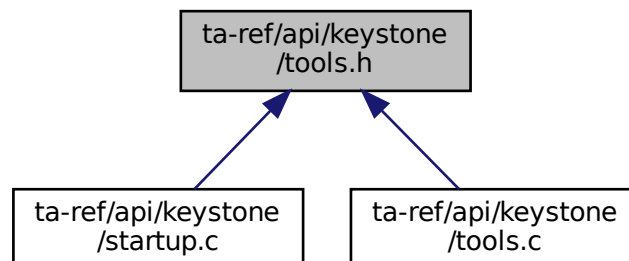 ta-ref/api/keystone
/tools.h
ta-ref/api/keystone
/startup.c
ta-ref/api/keystone
/tools.c